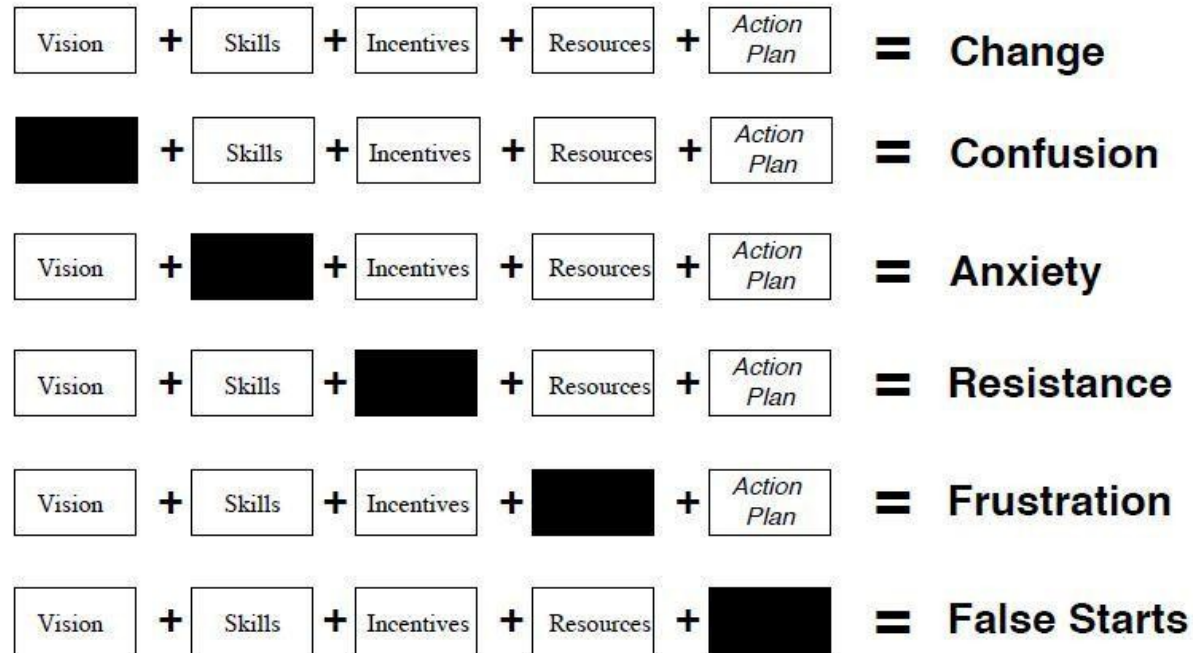 Vision + Skills + Incentives + Resources + Action Plan = Change
+ Skills + Incentives + Resources + Action Plan = Confusion
Vision + + Incentives + Resources + Action Plan = Anxiety
Vision + Skills + + Resources + Action Plan = Resistance
Vision + Skills + Incentives + + Action Plan = Frustration
Vision + Skills + Incentives + Resources + = False Starts